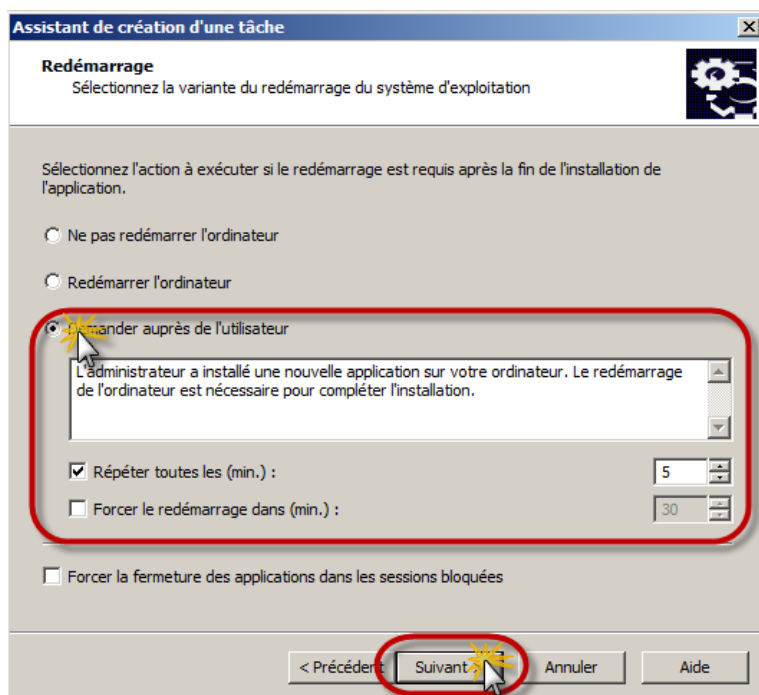 Assistant de création d'une tâche
Redémarrage
Sélectionnez la variante du redémarrage du système d'exploitation
Sélectionnez l'action à exécuter si le redémarrage est requis après la fin de l'installation de
l'application.
Ne pas redémarrer l'ordinateur
Redémarrer l'ordinateur
Demander auprès de l'utilisateur
L'administrateur a installé une nouvelle application sur votre ordinateur. Le redémarrage
de l'ordinateur est nécessaire pour compléter l'installation.
Répéter toutes les (min.) : 5
Forcer le redémarrage dans (min.) : 30
Forcer la fermeture des applications dans les sessions bloquées
< Précédent Suivant > Annuler Aide